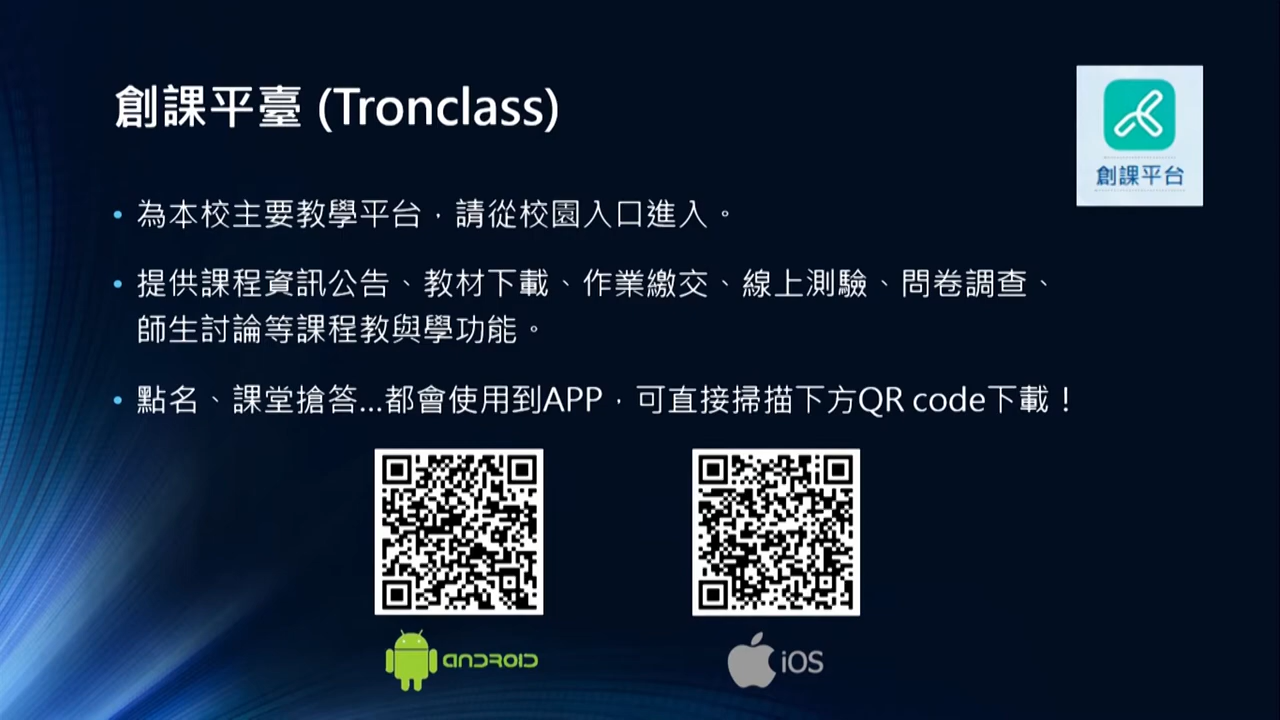 創課平臺 (Tronclass)
創課平台
為本校主要教學平台，請從校園入口進入。
提供課程資訊公告、教材下載、作業繳交、線上測驗、問卷調查、
師生討論等課程教與學功能。
點名、課堂搶答...都會使用到APP，可直接掃描下方QR code下載！
ANDROID
iOS